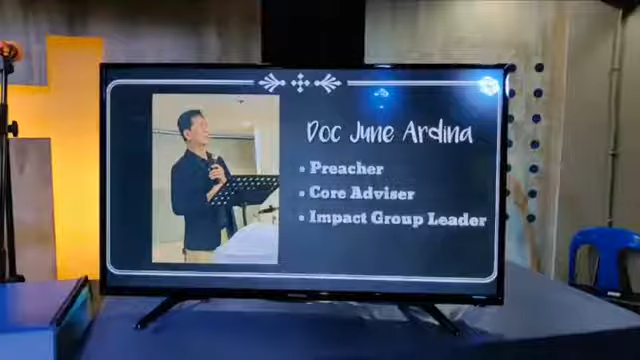 Doc June Ardina
• Preacher
• Core Adviser
• Impact Group Leader